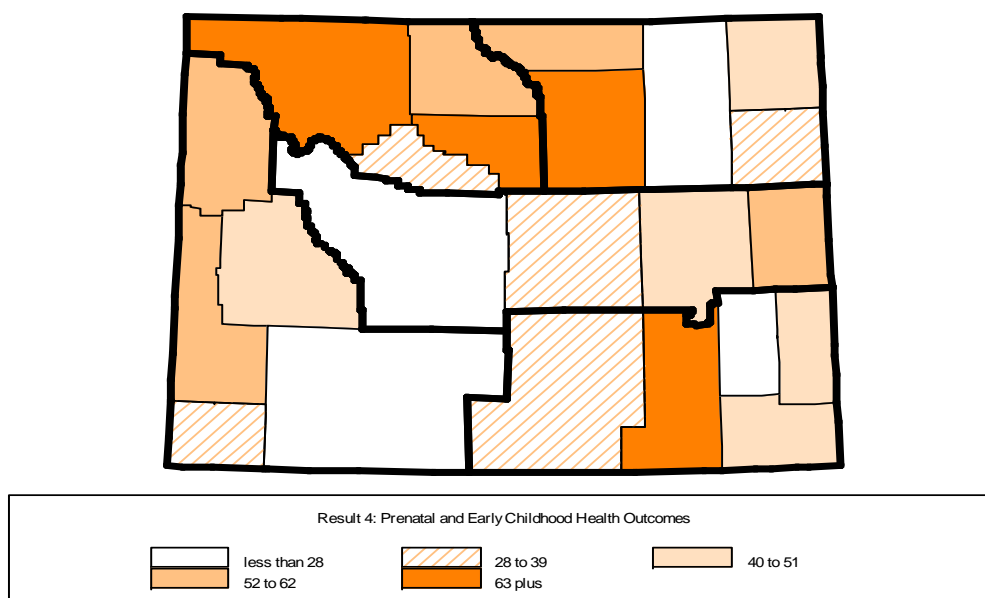 Result 4: Prenatal and Early Childhood Health Outcomes
less than 28
28 to 39
40 to 51
52 to 62
63 plus